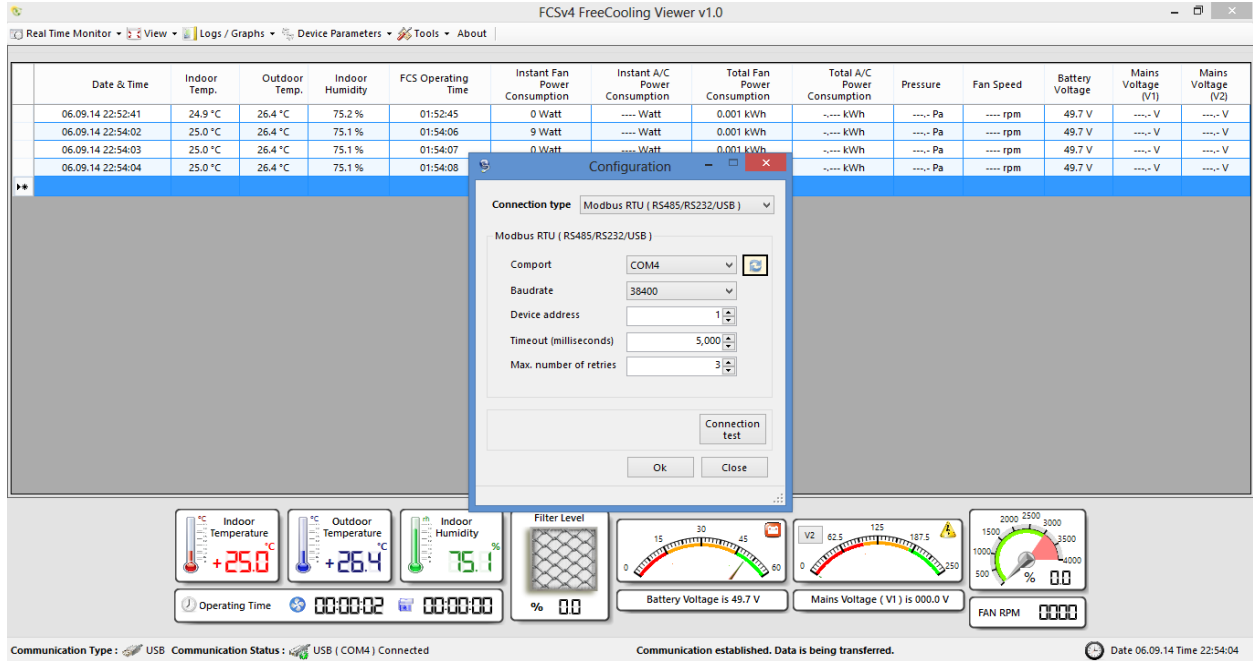 FCSv4 FreeCooling Viewer v1.0
Real Time Monitor View Logs / Graphs Device Parameters Tools About
Date & Time Indoor Temp. Outdoor Temp. Indoor Humidity FCS Operating Time Instant Fan Power Consumption Instant A/C Power Consumption Total Fan Power Consumption Total A/C Power Consumption Pressure Fan Speed Battery Voltage Mains Voltage (V1) Mains Voltage (V2)
06.09.14 22:52:41 24.9 °C 26.4 °C 75.2 % 01:52:45 0 Watt ---- Watt 0.001 kWh -.--- kWh ---.- Pa ---- rpm 49.7 V ---.- V ---.- V
06.09.14 22:54:02 25.0 °C 26.4 °C 75.1 % 01:54:06 9 Watt ---- Watt 0.001 kWh -.--- kWh ---.- Pa ---- rpm 49.7 V ---.- V ---.- V
06.09.14 22:54:03 25.0 °C 26.4 °C 75.1 % 01:54:07 0 Watt ---- Watt 0.001 kWh -.--- kWh ---.- Pa ---- rpm 49.7 V ---.- V ---.- V
06.09.14 22:54:04 25.0 °C 26.4 °C 75.1 % 01:54:08 -.--- kWh ---.- Pa ---- rpm 49.7 V ---.- V ---.- V
Configuration
Connection type Modbus RTU ( RS485/RS232/USB )
Modbus RTU ( RS485/RS232/USB )
Comport COM4
Baudrate 38400
Device address 1
Timeout (milliseconds) 5,000
Max. number of retries 3
Connection
test
Ok Close
°C Indoor
Temperature
+25.0 °C
°C Outdoor
Temperature
+26.4 °C
rh Indoor
Humidity
75.1 %
Operating Time 00:00:02 00:00:00
Filter Level
% 0.0
0 15 30 45 60
Battery Voltage is 49.7 V
V2 0 62.5 125 187.5 250
Mains Voltage ( V1 ) is 000.0 V
500 1000 1500 2000 2500 3000 3500 4000
% 0.0
FAN RPM 0000
Communication Type : USB Communication Status : USB ( COM4 ) Connected Communication established. Data is being transferred. Date 06.09.14 Time 22:54:04